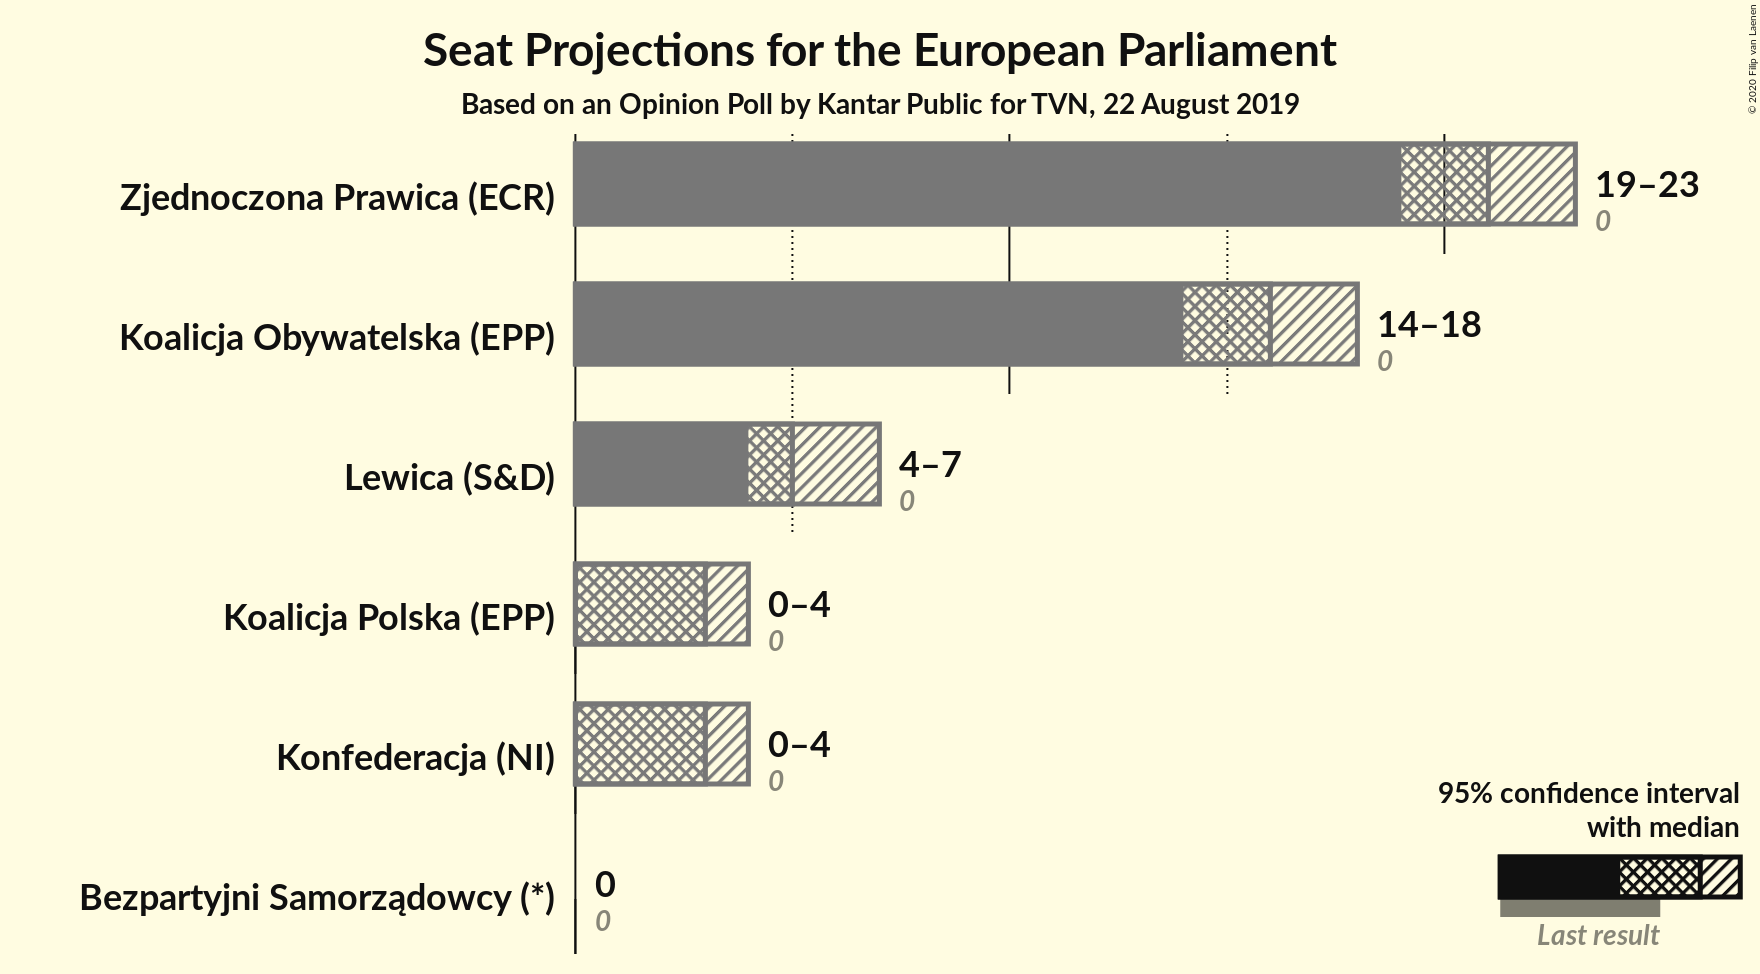 Seat Projections for the European Parliament
Based on an Opinion Poll by Kantar Public for TVN, 22 August 2019
© 2020 Filip van Laenen
Zjednoczona Prawica (ECR)
19–23
0
Koalicja Obywatelska (EPP)
14–18
0
Lewica (S&D)
4–7
0
Koalicja Polska (EPP)
0–4
0
Konfederacja (NI)
0–4
0
Bezpartyjni Samorządowcy (*)
0
0
95% confidence interval
with median
Last result